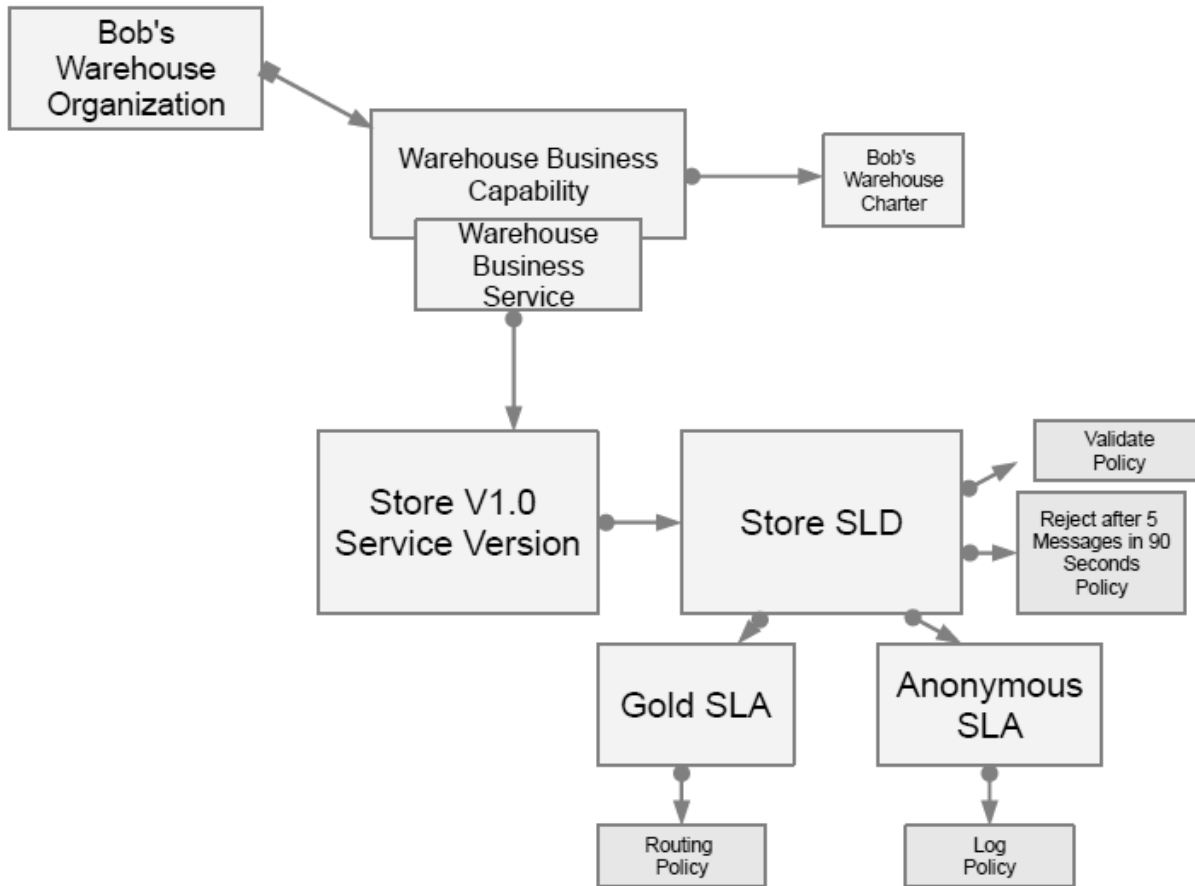 Bob's
Warehouse
Organization
Warehouse Business
Capability
Bob's
Warehouse
Charter
Warehouse
Business
Service
Store V1.0
Service Version
Store SLD
Validate
Policy
Reject after 5
Messages in 90
Seconds
Policy
Gold SLA
Anonymous
SLA
Routing
Policy
Log
Policy